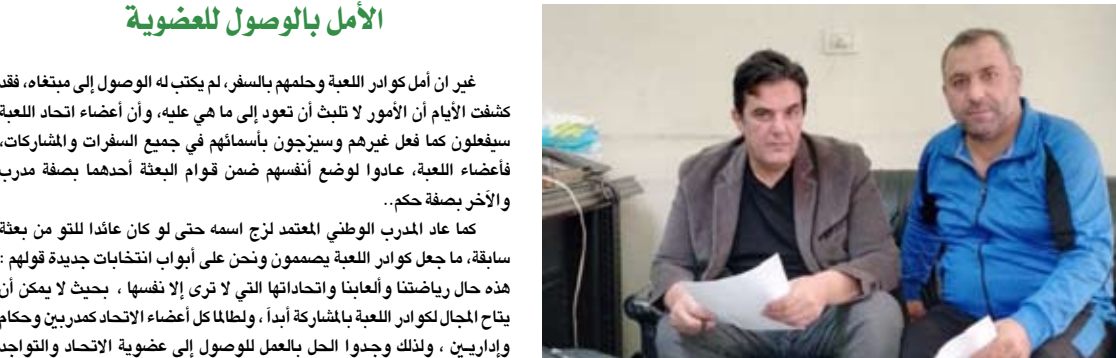 الأمل بالوصول للعضوية
غير ان أمل كوادر اللعبة وحلمهم بالسفر، لم يكتب له الوصول إلى مبتغاه، فقد
كشفت الأيام أن الأمور لا تلبث أن تعود إلى ما هي عليه، وأن أعضاء اتحاد اللعبة
سيفعلون كما فعل غيرهم وسيزجون بأسمائهم في جميع السفرات والمشاركات،
فأعضاء اللعبة، عادوا لوضع أنفسهم ضمن قوام البعثة أحدهما بصفة مدرب
والآخر بصفة حكم..
كما عاد المدرب الوطني المعتمد لزج اسمه حتى لو كان عائدا للتو من بعثة
سابقة، ما جعل كوادر اللعبة يصممون ونحن على أبواب انتخابات جديدة قولهم :
هذه حال رياضتنا وألعابنا واتحاداتها التي لا ترى إلا نفسها ، بحيث لا يمكن أن
يتاح المجال لكوادر اللعبة بالمشاركة أبداً ، ولطالما كل أعضاء الاتحاد كمدربين وحكام
وإداريين ، ولذلك وجدوا الحل بالعمل للوصول إلى عضوية الاتحاد والتواجد